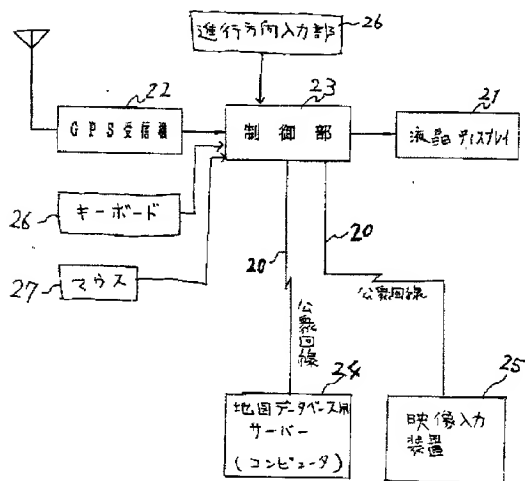 進行方向入力部
26
22
GPS受信機
23
制御部
21
液晶ディスプレイ
26
キーボード
27
マウス
20
20
公衆回線
公衆回線
24
地図データベース用
サーバー
(コンピュータ)
25
映像入力
装置